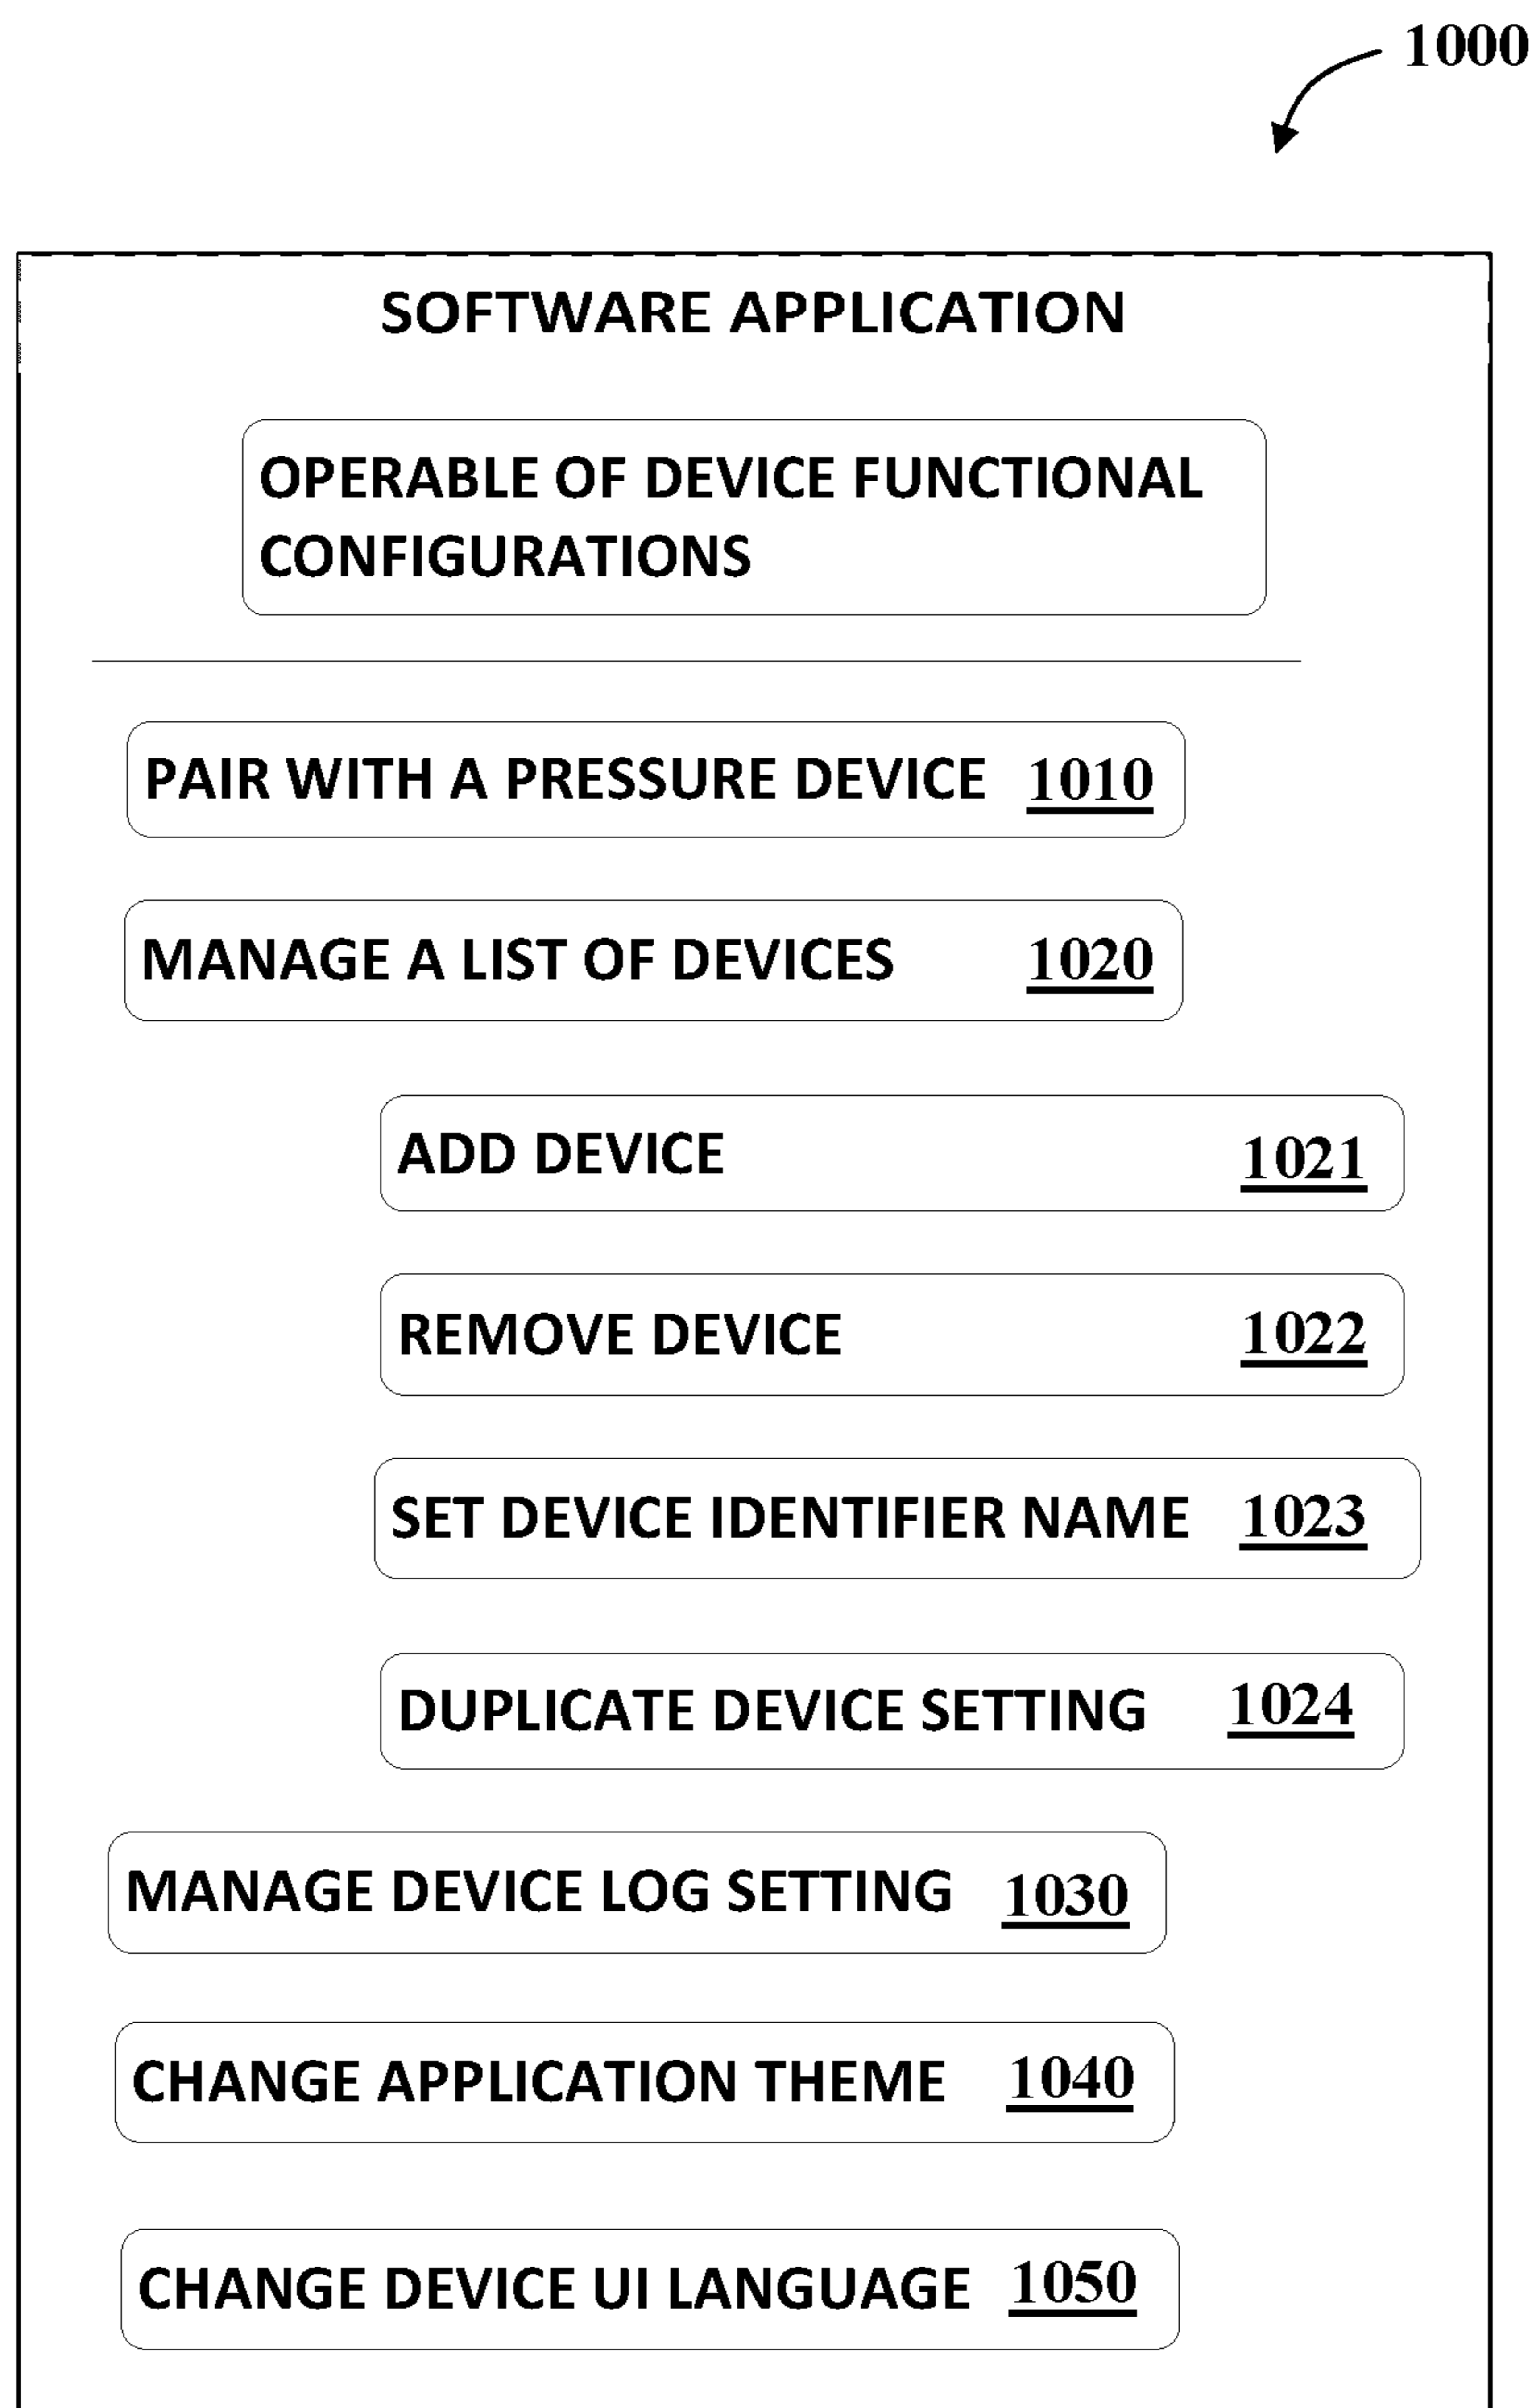 1000
SOFTWARE APPLICATION
OPERABLE OF DEVICE FUNCTIONAL
CONFIGURATIONS
PAIR WITH A PRESSURE DEVICE 1010
MANAGE A LIST OF DEVICES 1020
ADD DEVICE 1021
REMOVE DEVICE 1022
SET DEVICE IDENTIFIER NAME 1023
DUPLICATE DEVICE SETTING 1024
MANAGE DEVICE LOG SETTING 1030
CHANGE APPLICATION THEME 1040
CHANGE DEVICE UI LANGUAGE 1050